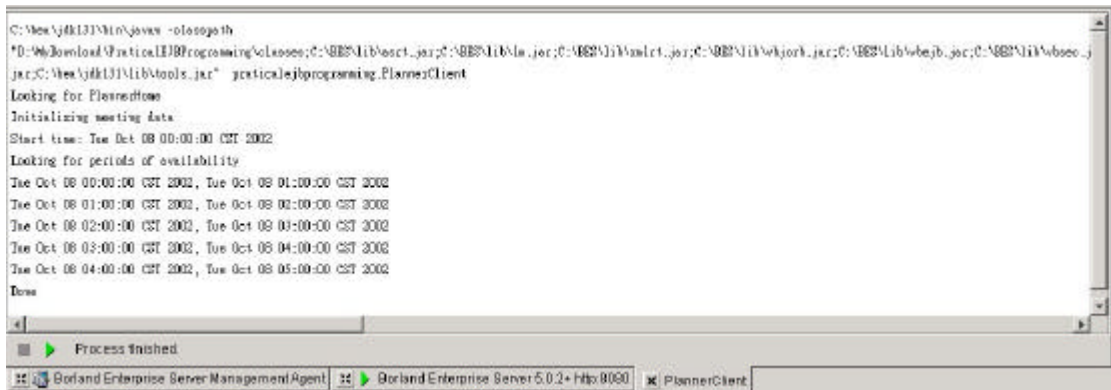 C:\hea\jdk131\bin\javaw -classpath
"D:\MyDownload\PraticalEJBProgramming\classes;C:\BES\lib\asrt.jar;C:\BES\lib\lm.jar;C:\BES\lib\xmlrt.jar;C:\BES\lib\vbjorb.jar;C:\BES\lib\vbejb.jar;C:\BES\lib\vbsec.j
jar;C:\hea\jdk131\lib\tools.jar" praticalejbprogramming.PlannerClient
Looking for PlannerHome
Initializing meeting data
Start time: Tue Oct 08 00:00:00 CST 2002
Looking for periods of availability
Tue Oct 08 00:00:00 CST 2002, Tue Oct 08 01:00:00 CST 2002
Tue Oct 08 01:00:00 CST 2002, Tue Oct 08 02:00:00 CST 2002
Tue Oct 08 02:00:00 CST 2002, Tue Oct 08 03:00:00 CST 2002
Tue Oct 08 03:00:00 CST 2002, Tue Oct 08 04:00:00 CST 2002
Tue Oct 08 04:00:00 CST 2002, Tue Oct 08 05:00:00 CST 2002
Done
Process finished.
Borland Enterprise Server Management Agent Borland Enterprise Server 5.0.2+ http:8080 PlannerClient